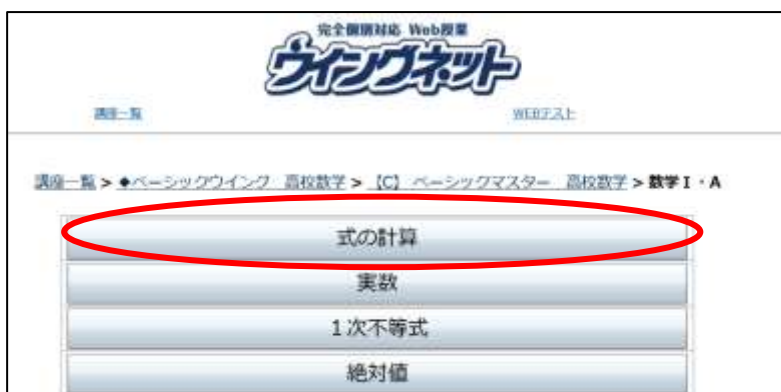 完全個別対応 Web授業
ウイングネット
講座一覧 WEBテスト
講座一覧 > ◆ベーシックウイング 高校数学 > 【C】 ベーシックマスター 高校数学 > 数学Ⅰ・A
式の計算
実数
1次不等式
絶対値